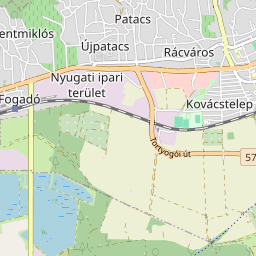 Patacs
entmiklós
Újpatacs
Rácváros
Nyugati ipari
terület
Fogadó
Kovácstelep
Tortyogói út
57